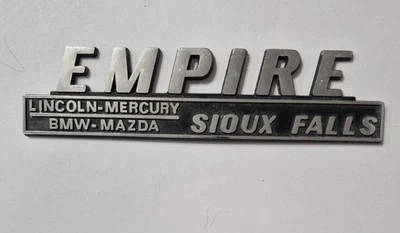 EMPIRE
LINCOLN-MERCURY
BMW-MAZDA
SIOUX FALLS